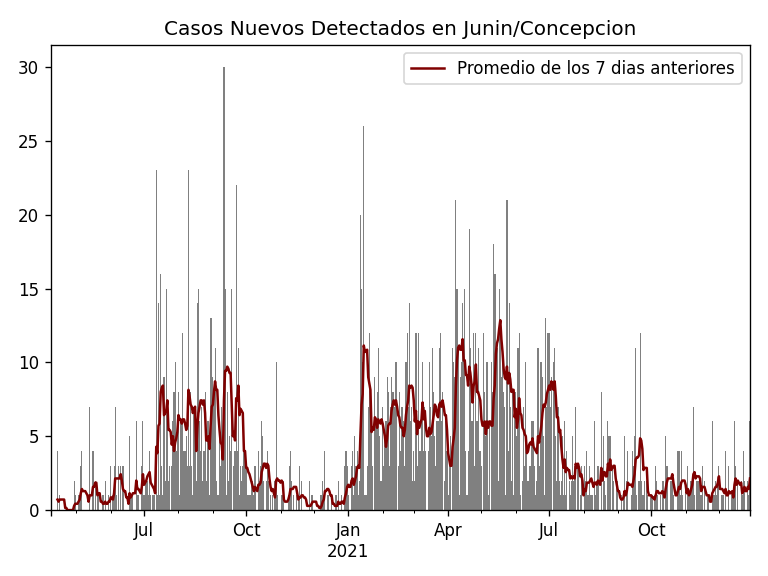 Casos Nuevos Detectados en Junin/Concepcion
Promedio de los 7 dias anteriores
30
25
20
15
10
5
0
Jul
Oct
Jan
2021
Apr
Jul
Oct